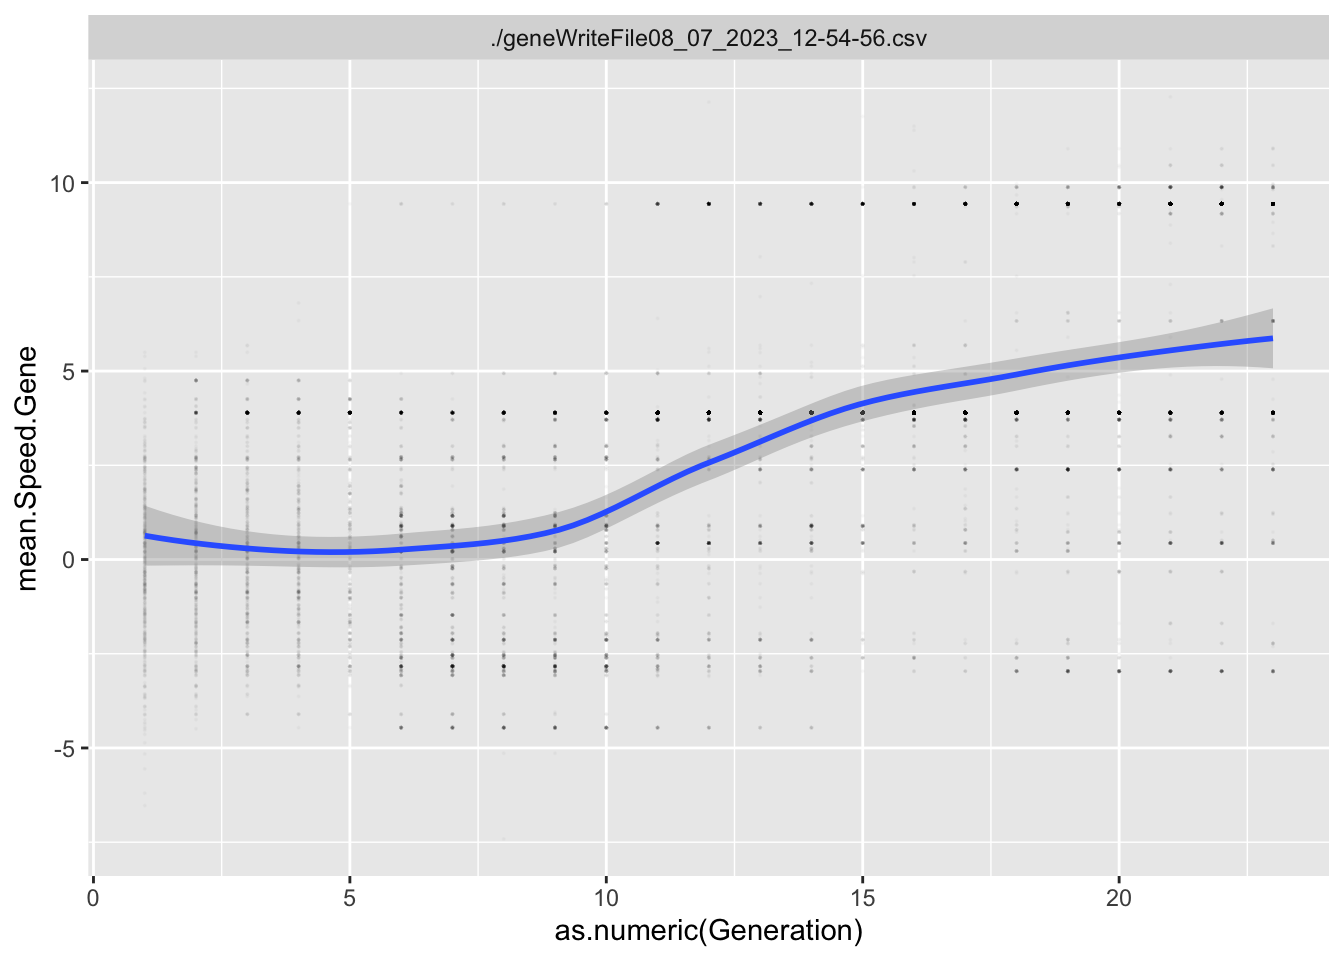 ./geneWriteFile08_07_2023_12-54-56.csv
10
5
0
-5
mean.Speed.Gene
0 5 10 15 20
as.numeric(Generation)